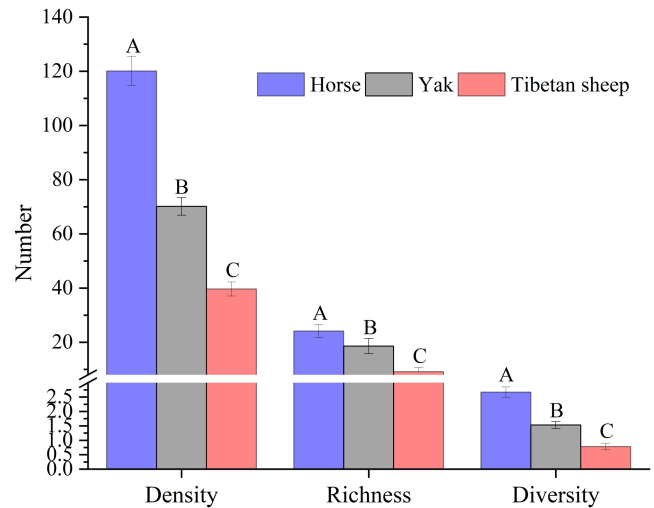 140
120
100
80
60
40
20
2.5
2.0
1.5
1.0
0.5
0.0
Number
Horse Yak Tibetan sheep
A
B
C
A
B
C
A
B
C
Density Richness Diversity